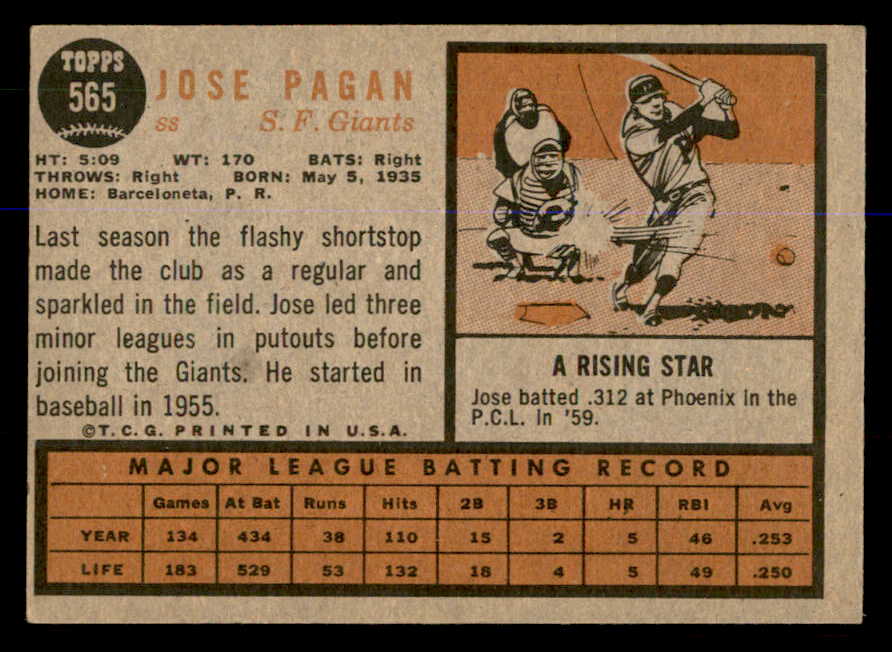 TOPPS
565
JOSE PAGAN
ss S. F. Giants
HT: 5:09 WT: 170 BATS: Right
THROWS: Right BORN: May 5, 1935
HOME: Barceloneta, P. R.
Last season the flashy shortstop
made the club as a regular and
sparkled in the field. Jose led three
minor leagues in putouts before
joining the Giants. He started in
baseball in 1955.
©T.C.G. PRINTED IN U.S.A.
A RISING STAR
Jose batted .312 at Phoenix in the
P.C.L. in '59.
MAJOR LEAGUE BATTING RECORD
Games At Bat Runs Hits 2B 3B HR RBI Avg
YEAR 134 434 38 110 15 2 5 46 .253
LIFE 183 529 53 132 18 4 5 49 .250